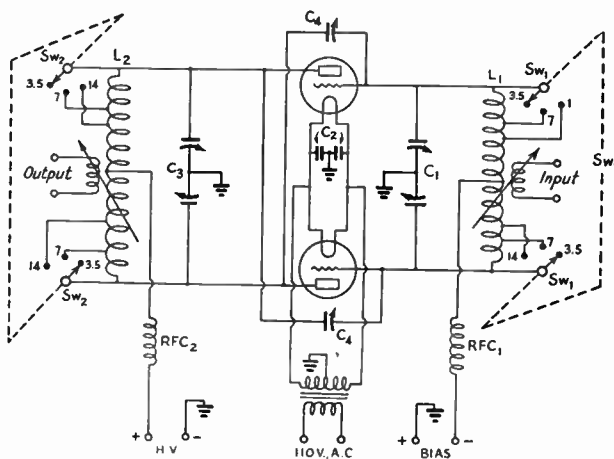 C4
Sw2
L2
14
3.5
7
Output
C3
C2
C1
L1
Sw1
3.5
1
7
Sw
Input
7
3.5
14
Sw2
C4
7
3.5
14
Sw1
RFC2
RFC1
+
-
HV
110V., A.C
+
-
BIAS